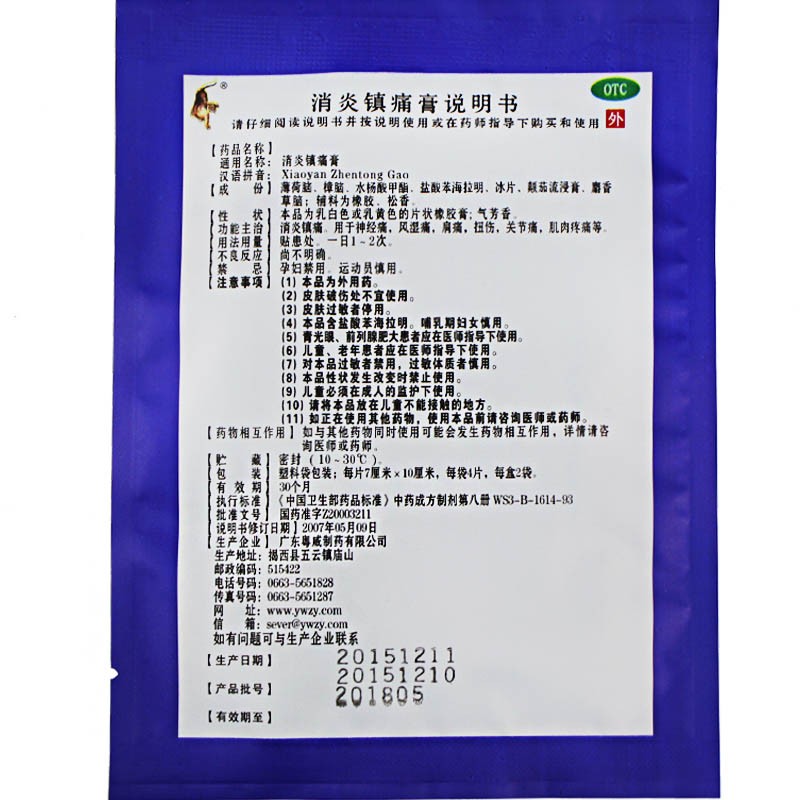 ®
OTC
消炎镇痛膏说明书
请仔细阅读说明书并按说明使用或在药师指导下购买和使用 外
【药品名称】
通用名称：消炎镇痛膏
汉语拼音：Xiaoyan Zhentong Gao
【成 份】薄荷脑、樟脑、水杨酸甲酯、盐酸苯海拉明、冰片、颠茄流浸膏、麝香
草脑；辅料为橡胶、松香。
【性 状】本品为乳白色或乳黄色的片状橡胶膏；气芳香。
【功能主治】消炎镇痛。用于神经痛，风湿痛，肩痛，扭伤，关节痛，肌肉疼痛等。
【用法用量】贴患处。一日1~2次。
【不良反应】尚不明确。
【禁 忌】孕妇禁用。运动员慎用。
【注意事项】(1) 本品为外用药。
(2) 皮肤破伤处不宜使用。
(3) 皮肤过敏者停用。
(4) 本品含盐酸苯海拉明。哺乳期妇女慎用。
(5) 青光眼、前列腺肥大患者应在医师指导下使用。
(6) 儿童、老年患者应在医师指导下使用。
(7) 对本品过敏者禁用，过敏体质者慎用。
(8) 本品性状发生改变时禁止使用。
(9) 儿童必须在成人的监护下使用。
(10) 请将本品放在儿童不能接触的地方。
(11) 如正在使用其他药物，使用本品前请咨询医师或药师。
【药物相互作用】如与其他药物同时使用可能会发生药物相互作用，详情请咨
询医师或药师。
【贮 藏】密封（10~30℃）。
【包 装】塑料袋包装；每片7厘米×10厘米，每袋4片，每盒2袋。
【有 效 期】30个月
【执行标准】《中国卫生部药品标准》中药成方制剂第八册 WS3-B-1614-93
【批准文号】国药准字Z20003211
【说明书修订日期】2007年05月09日
【生产企业】广东粤威制药有限公司
生产地址：揭西县五云镇庙山
邮政编码：515422
电话号码：0663-5651828
传真号码：0663-5651287
网 址：www.ywzy.com
信 箱：sever@ywzy.com
如有问题可与生产企业联系
【生产日期】 20151211
20151210
【产品批号】 201805
【有效期至】